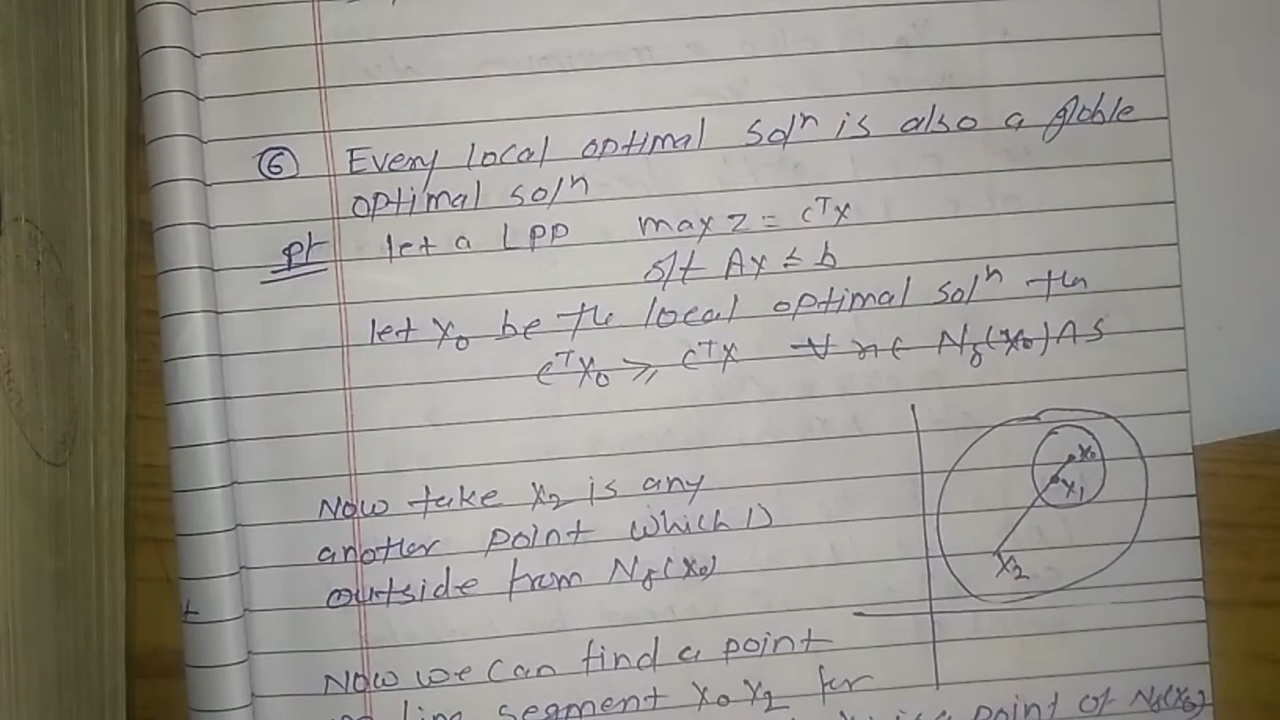 ⑥ Every local optimal solⁿ is also a globle
optimal solⁿ
pf let a LPP max Z = CᵀX
s/t AX ≤ b
let X₀ be the local optimal solⁿ then
CᵀX₀ ≥ CᵀX ∀ x ∈ N_δ(X₀) ∧ S
X₀
X₁
X₂
Now take X₂ is any
another point which is
outside from N_δ(X₀)
Now we can find a point
line segment X₀X₂ for
is a point of N_δ(X₀)